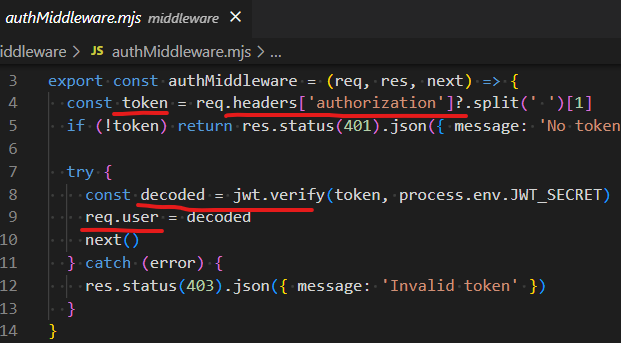 authMiddleware.mjs middleware ×
iddleware > JS authMiddleware.mjs > ...
3 export const authMiddleware = (req, res, next) => {
4   const token = req.headers['authorization']?.split(' ')[1]
5   if (!token) return res.status(401).json({ message: 'No token
6
7   try {
8     const decoded = jwt.verify(token, process.env.JWT_SECRET)
9     req.user = decoded
10     next()
11   } catch (error) {
12     res.status(403).json({ message: 'Invalid token' })
13   }
14 }